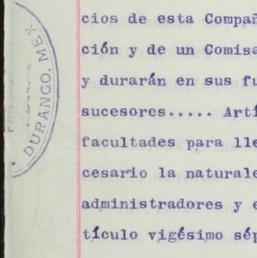 cios de esta Compañ
ción y de un Comisa
y durarán en sus fu
sucesores..... Artí
facultades para lle
cesario la naturale
administradores y e
tículo vigésimo sép
DURANGO, MEX.